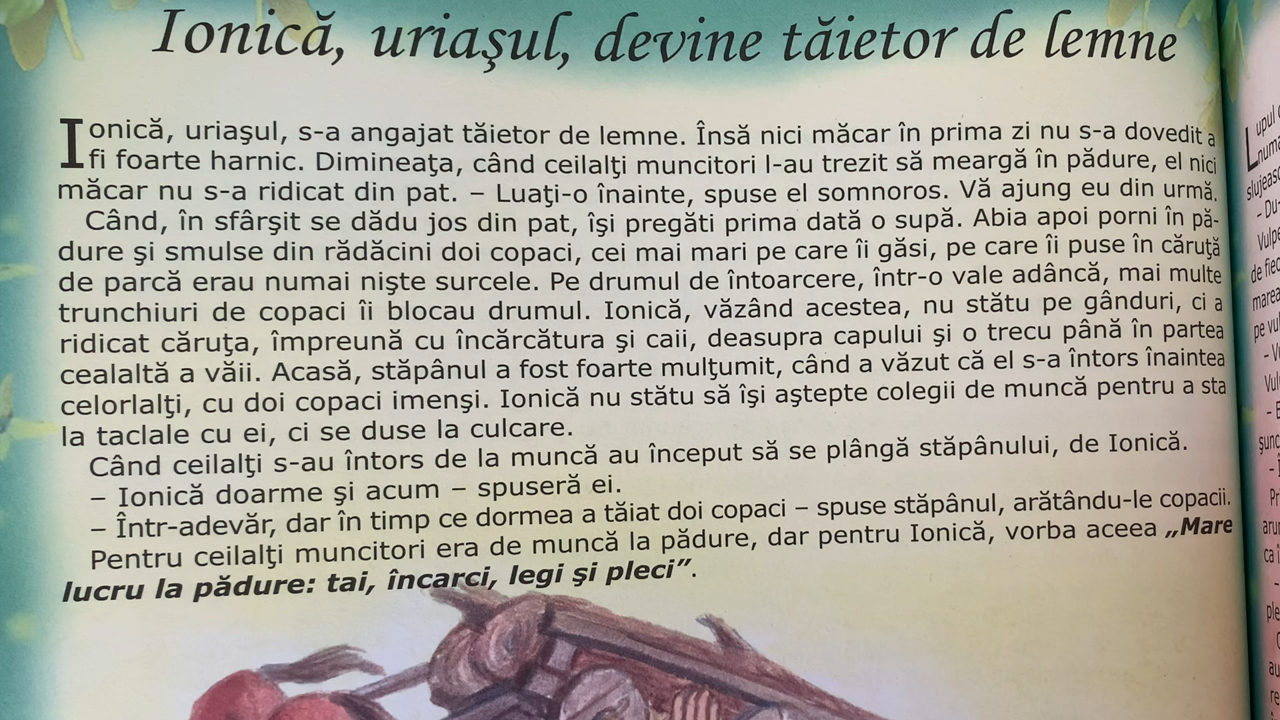 Ionică, uriaşul, devine tăietor de lemne
Ionică, uriaşul, s-a angajat tăietor de lemne. Însă nici măcar în prima zi nu s-a dovedit a
fi foarte harnic. Dimineaţa, când ceilalţi muncitori l-au trezit să meargă în pădure, el nici
măcar nu s-a ridicat din pat. – Luaţi-o înainte, spuse el somnoros. Vă ajung eu din urmă.
Când, în sfârşit se dădu jos din pat, îşi pregăti prima dată o supă. Abia apoi porni în pă-
dure şi smulse din rădăcini doi copaci, cei mai mari pe care îi găsi, pe care îi puse în căruţă
de parcă erau numai nişte surcele. Pe drumul de întoarcere, într-o vale adâncă, mai multe
trunchiuri de copaci îi blocau drumul. Ionică, văzând acestea, nu stătu pe gânduri, ci a
ridicat căruţa, împreună cu încărcătura şi caii, deasupra capului şi o trecu până în partea
cealaltă a văii. Acasă, stăpânul a fost foarte mulţumit, când a văzut că el s-a întors înaintea
celorlalţi, cu doi copaci imenşi. Ionică nu stătu să îşi aştepte colegii de muncă pentru a sta
la taclale cu ei, ci se duse la culcare.
Când ceilalţi s-au întors de la muncă au început să se plângă stăpânului, de Ionică.
– Ionică doarme şi acum – spuseră ei.
– Într-adevăr, dar în timp ce dormea a tăiat doi copaci – spuse stăpânul, arătându-le copacii.
Pentru ceilalţi muncitori era de muncă la pădure, dar pentru Ionică, vorba aceea „Mare
lucru la pădure: tai, încarci, legi şi pleci”.